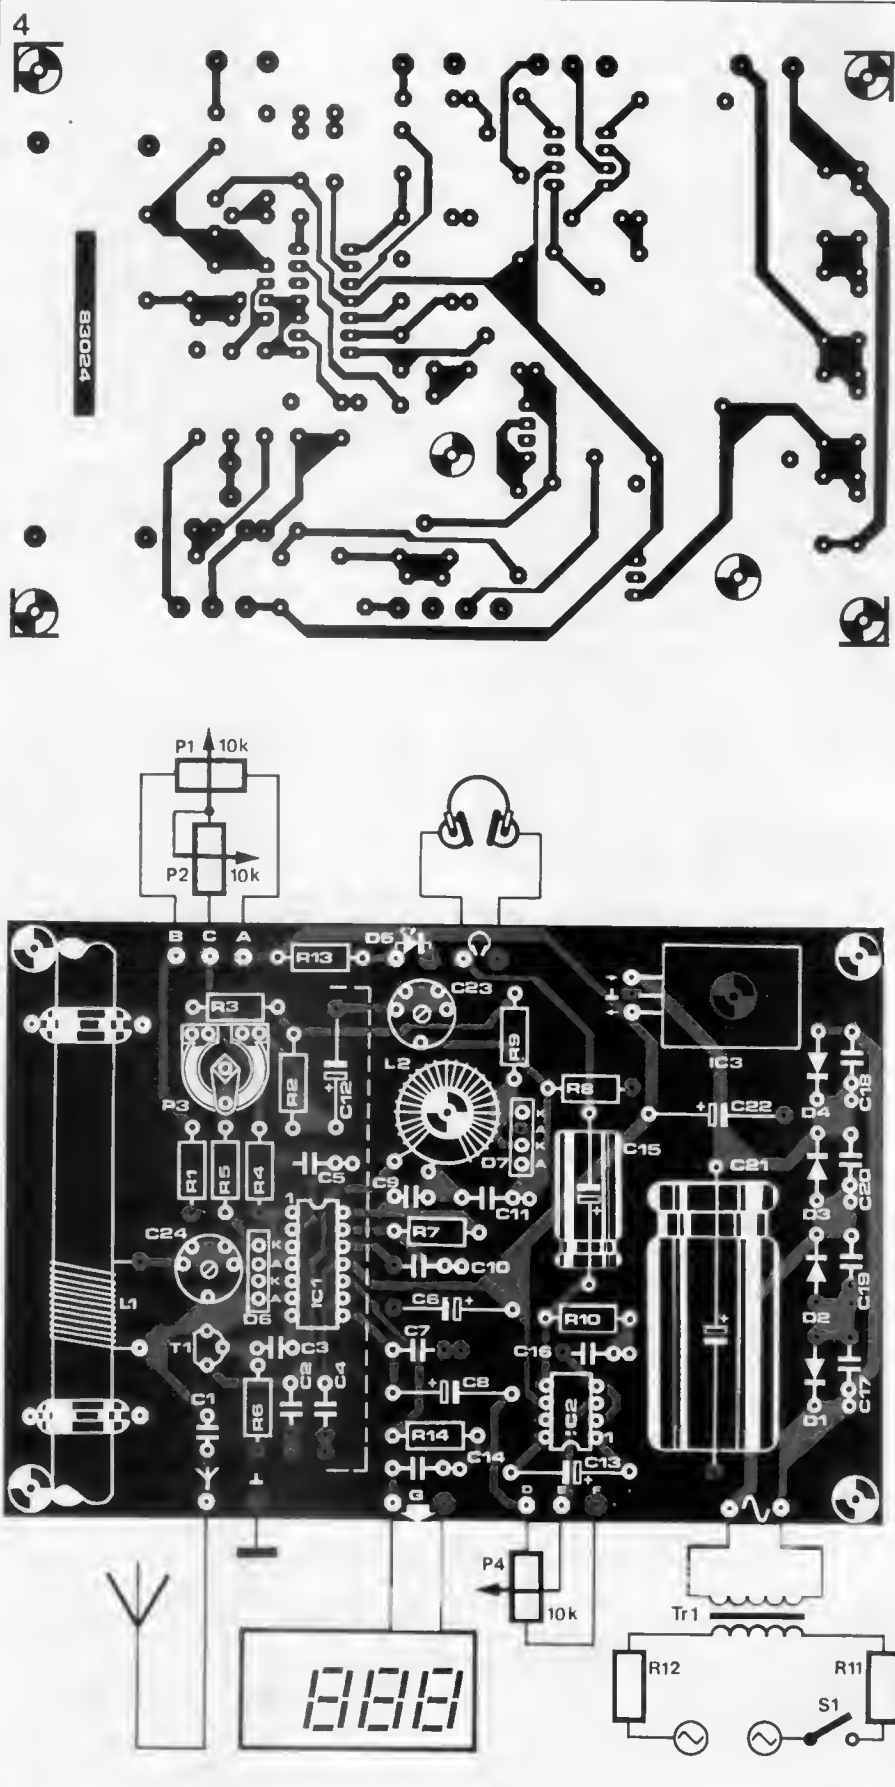 4
83024
P1 10k
P2 10k
B C A
R13
D5
R3
C23
R9
R2
C12
+
L2
IC3
P3
R8
D4
C18
+ C22
R1
R5
R4
C5
K
A
K
A
D7
C15
C21
C9
C11
C20
D3
C24
1
R7
K
A
K
A
D6
IC1
C10
L1
C6 +
+
+
C19
R10
D2
T1
C3
C7
C16
C2
C4
+ C8
IC2
1
C1
R6
D1
C17
R14
C14
C13
+
G
D E F
P4
10k
Tr1
888
R12
R11
S1